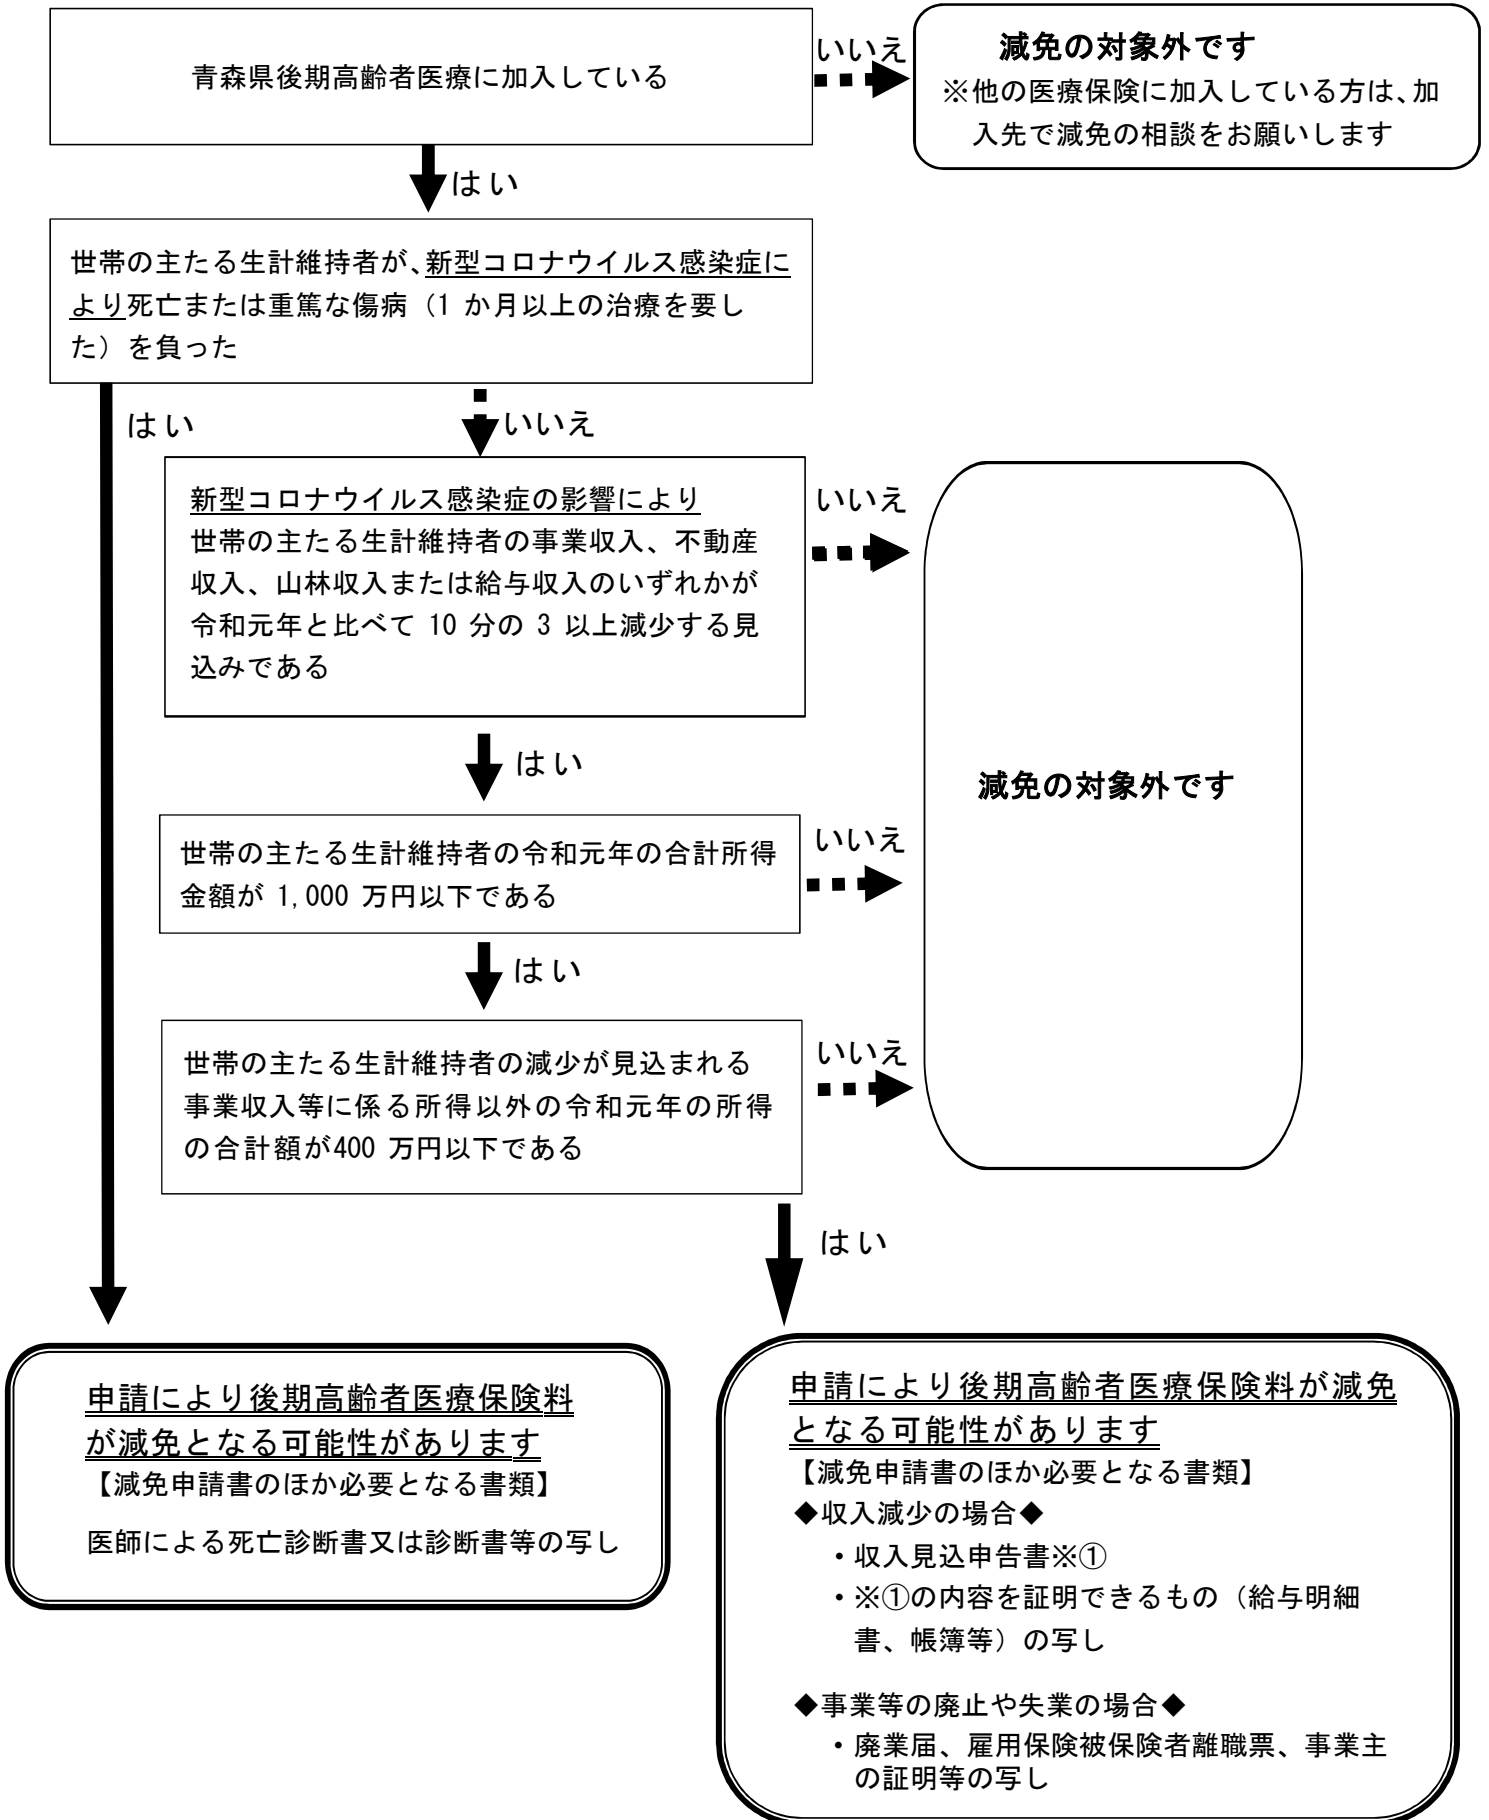 青森県後期高齢者医療に加入している
いいえ
減免の対象外です
※他の医療保険に加入している方は、加
入先で減免の相談をお願いします
はい
世帯の主たる生計維持者が、新型コロナウイルス感染症に
より死亡または重篤な傷病（1 か月以上の治療を要し
た）を負った
はい
いいえ
新型コロナウイルス感染症の影響により
世帯の主たる生計維持者の事業収入、不動産
収入、山林収入または給与収入のいずれかが
令和元年と比べて 10 分の 3 以上減少する見
込みである
いいえ
はい
減免の対象外です
世帯の主たる生計維持者の令和元年の合計所得
金額が 1,000 万円以下である
いいえ
はい
世帯の主たる生計維持者の減少が見込まれる
事業収入等に係る所得以外の令和元年の所得
の合計額が400 万円以下である
いいえ
はい
申請により後期高齢者医療保険料
が減免となる可能性があります
【減免申請書のほか必要となる書類】
医師による死亡診断書又は診断書等の写し
申請により後期高齢者医療保険料が減免
となる可能性があります
【減免申請書のほか必要となる書類】
◆収入減少の場合◆
・収入見込申告書※①
・※①の内容を証明できるもの（給与明細
書、帳簿等）の写し
◆事業等の廃止や失業の場合◆
・廃業届、雇用保険被保険者離職票、事業主
の証明等の写し